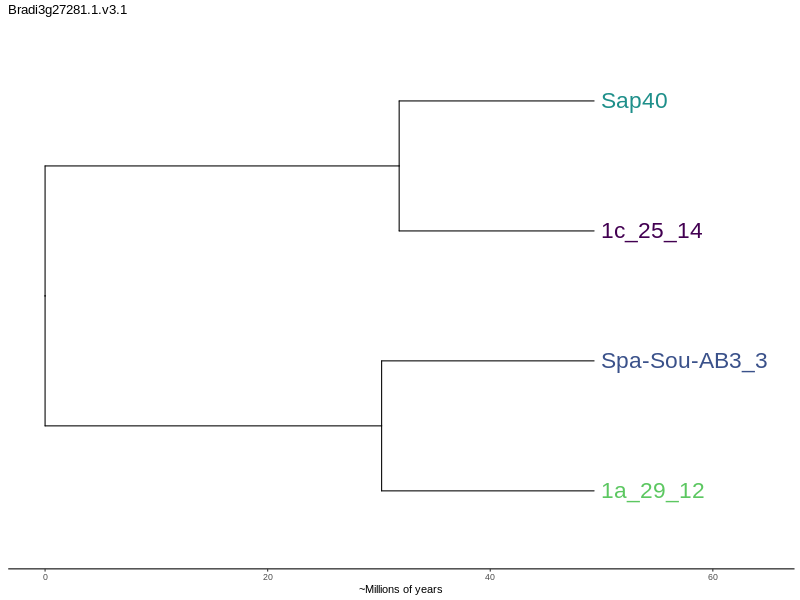 Bradi3g27281.1.v3.1
Sap40
1c_25_14
Spa-Sou-AB3_3
1a_29_12
0 20 40 60
~Millions of years